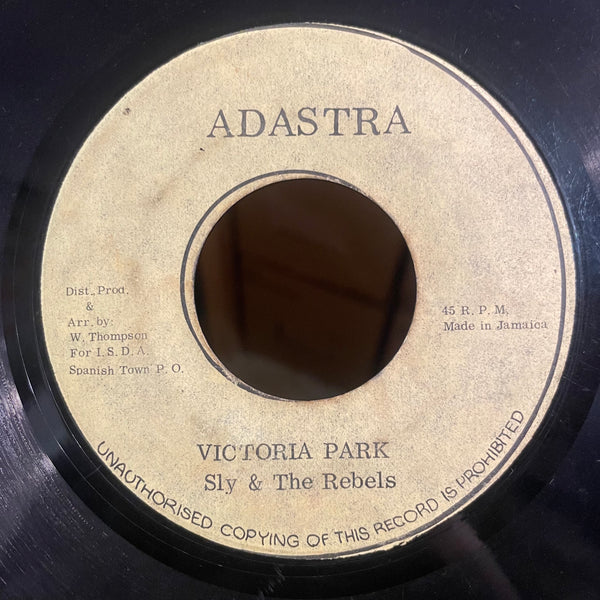 ADASTRA
Dist., Prod.
&
Arr. by:
W. Thompson
For I. S. D. A.
Spanish Town P. O.
45 R. P. M.
Made in Jamaica
VICTORIA PARK
Sly & The Rebels
UNAUTHORISED COPYING OF THIS RECORD IS PROHIBITED